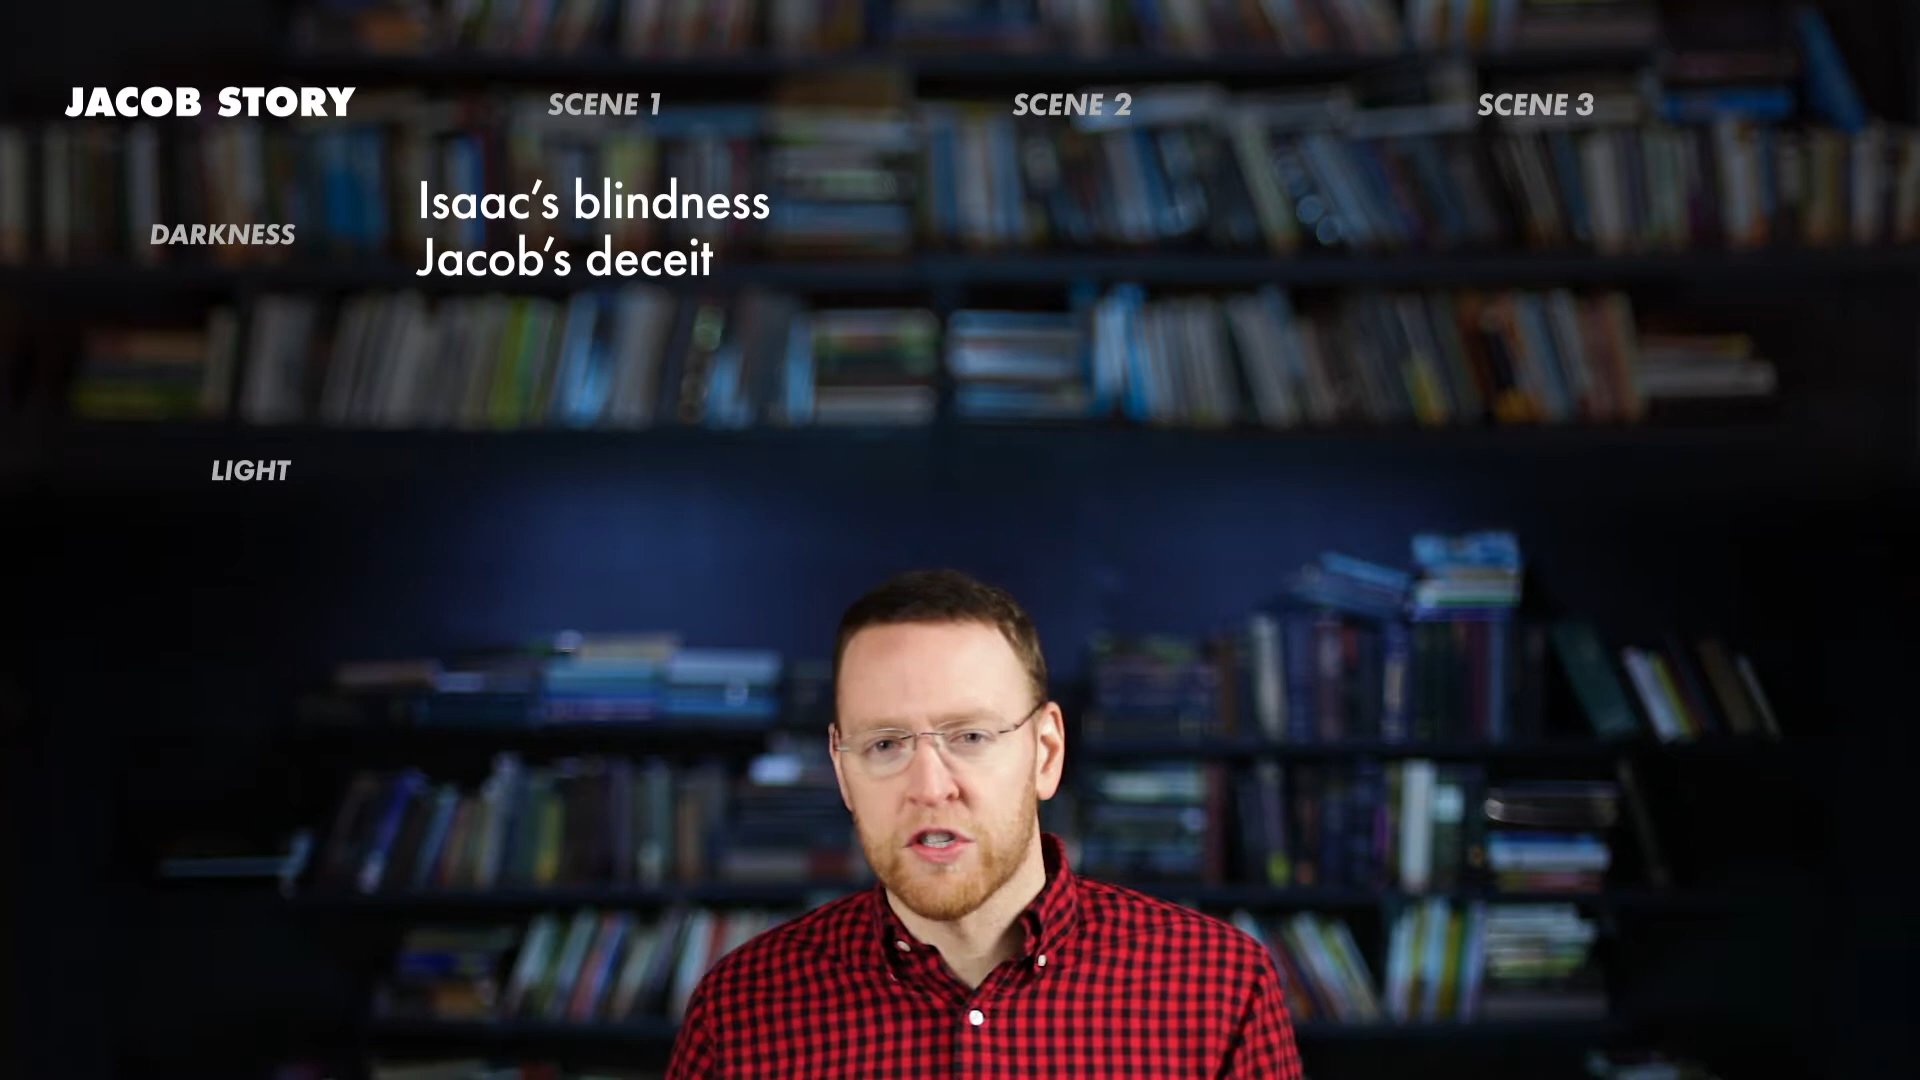 JACOB STORY
SCENE 1
SCENE 2
SCENE 3
DARKNESS
Isaac’s blindness
Jacob’s deceit
LIGHT